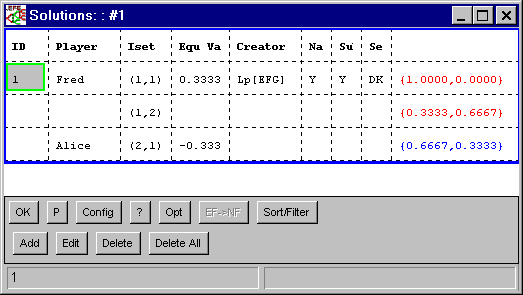 EFE Solutions: : #1
ID Player Iset Equ Va Creator Na Su Se
1 Fred (1,1) 0.3333 Lp[EFG] Y Y DK {1.0000,0.0000}
(1,2) {0.3333,0.6667}
Alice (2,1) -0.333 {0.6667,0.3333}
OK P Config ? Opt EF->NF Sort/Filter
Add Edit Delete Delete All
1